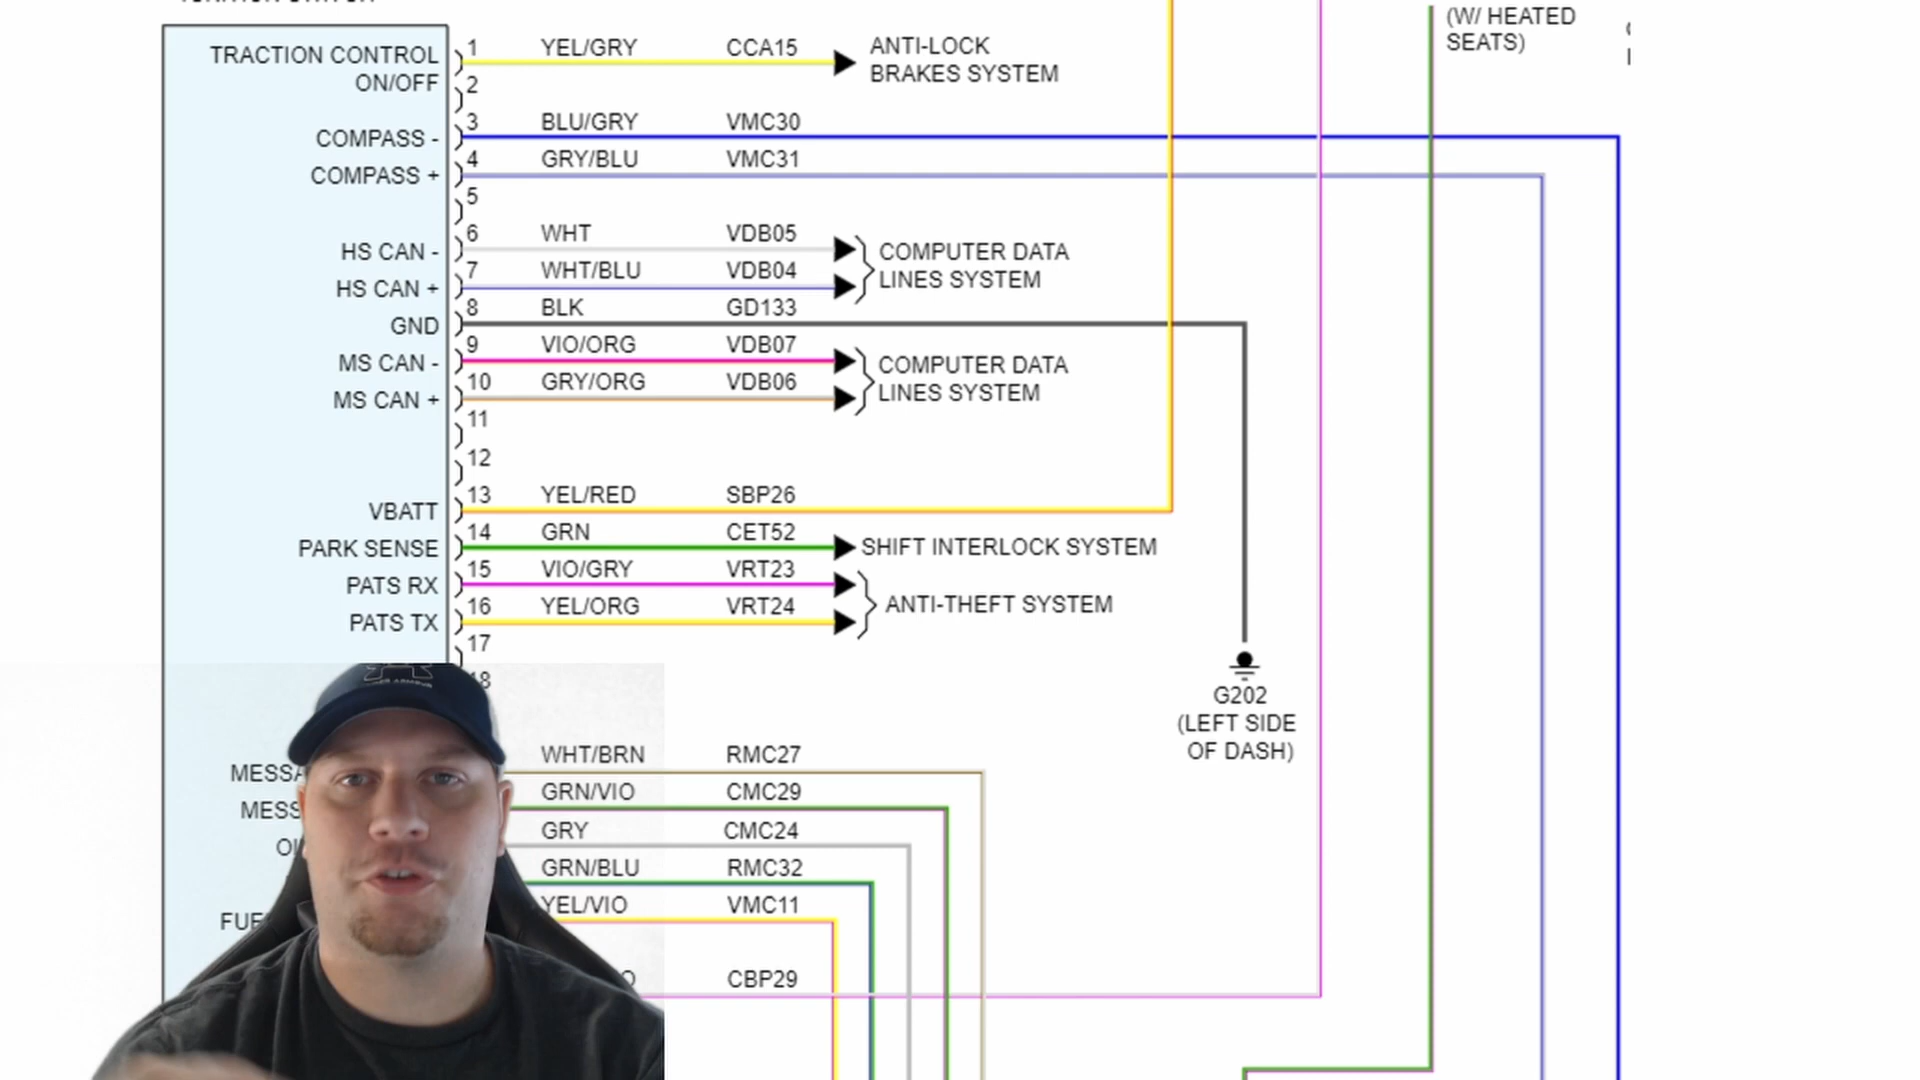 (W/ HEATED
SEATS)
TRACTION CONTROL
ON/OFF
1 YEL/GRY CCA15
ANTI-LOCK
BRAKES SYSTEM
2
COMPASS - 3 BLU/GRY VMC30
COMPASS + 4 GRY/BLU VMC31
5
HS CAN - 6 WHT VDB05
HS CAN + 7 WHT/BLU VDB04
COMPUTER DATA
LINES SYSTEM
GND 8 BLK GD133
MS CAN - 9 VIO/ORG VDB07
MS CAN + 10 GRY/ORG VDB06
COMPUTER DATA
LINES SYSTEM
11
12
VBATT 13 YEL/RED SBP26
PARK SENSE 14 GRN CET52 SHIFT INTERLOCK SYSTEM
PATS RX 15 VIO/GRY VRT23
PATS TX 16 YEL/ORG VRT24
ANTI-THEFT SYSTEM
17
18
G202
(LEFT SIDE
OF DASH)
MESSA WHT/BRN RMC27
MESS GRN/VIO CMC29
GRY CMC24
GRN/BLU RMC32
FUE YEL/VIO VMC11
CBP29